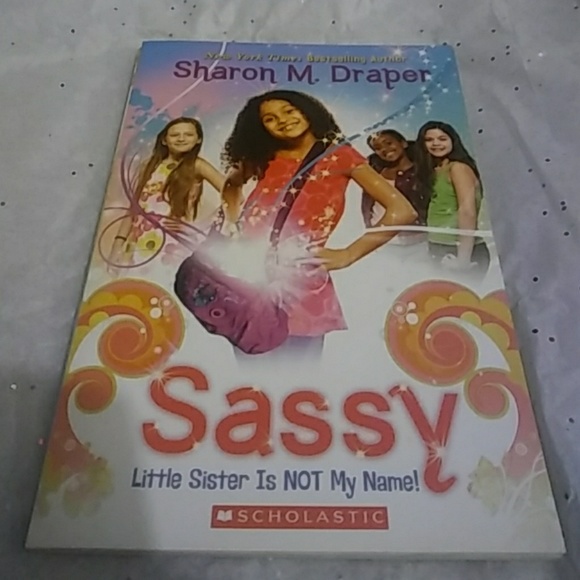 New York Times Bestselling Author
Sharon M. Draper
Sassy
Little Sister Is NOT My Name!
SCHOLASTIC